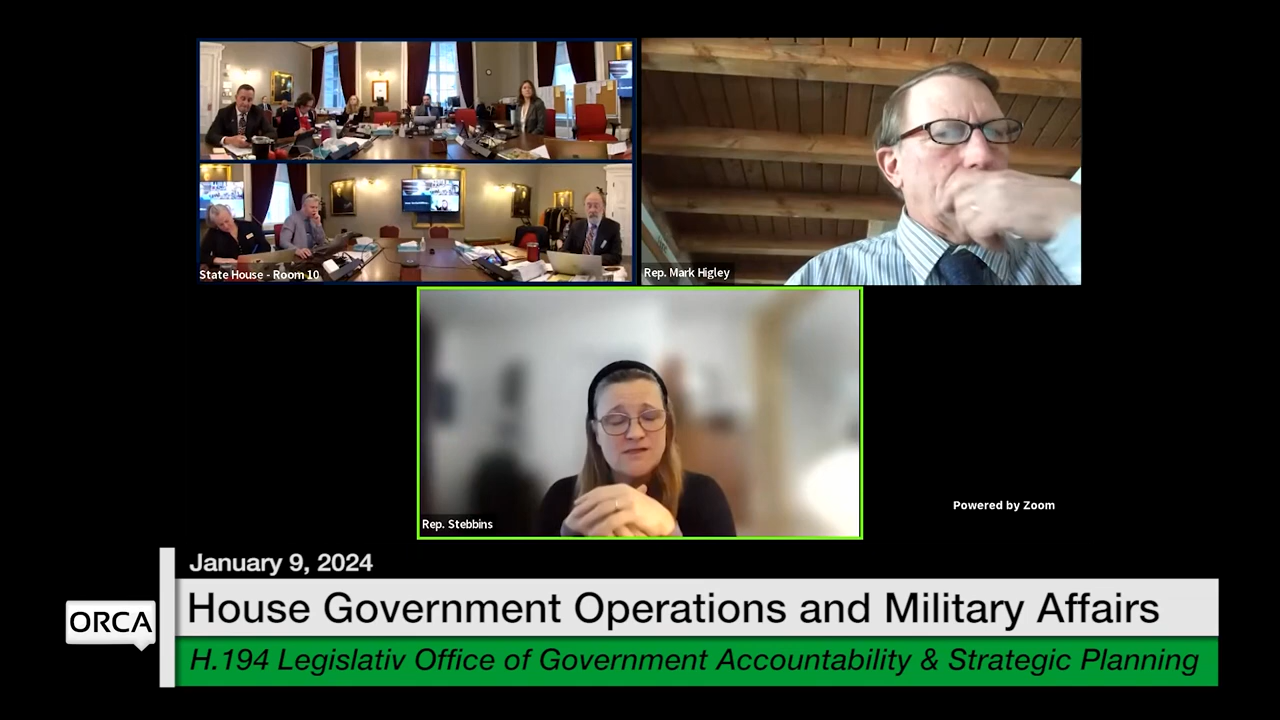 State House - Room 10
Rep. Mark Higley
Rep. Stebbins
Powered by Zoom
January 9, 2024
ORCA
House Government Operations and Military Affairs
H.194 Legislativ Office of Government Accountability & Strategic Planning